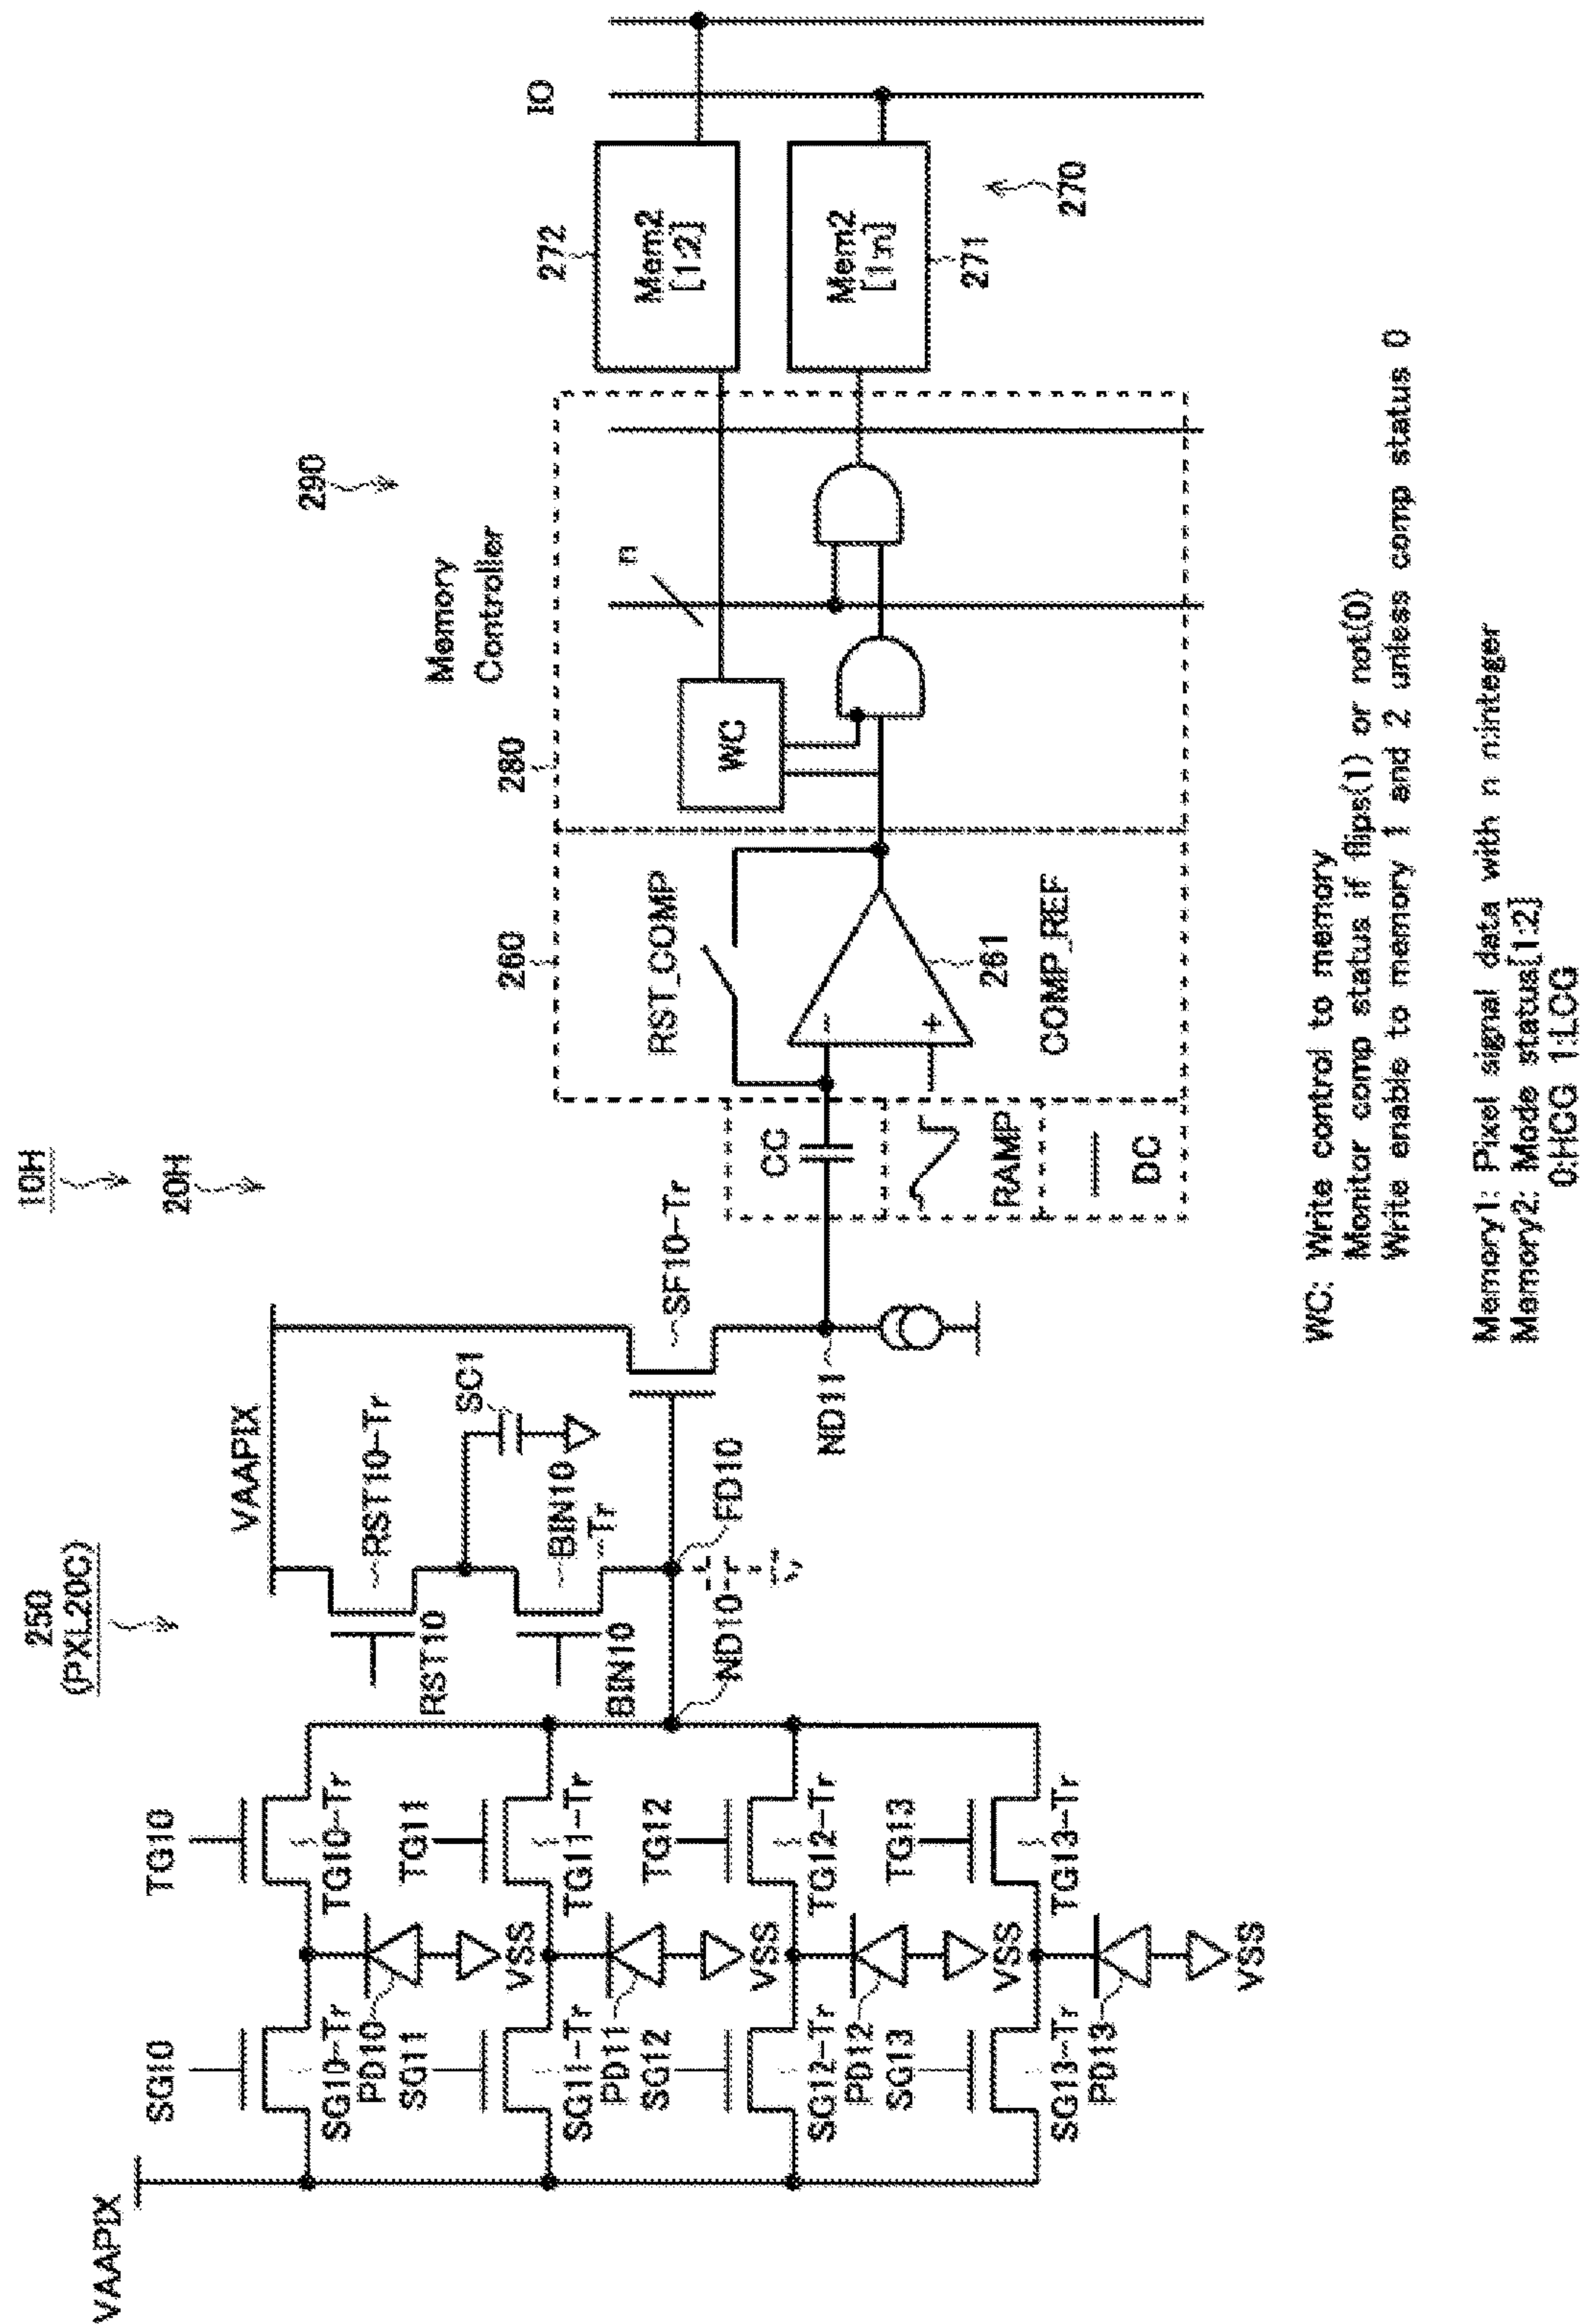 10H
20H
250
(PXL20C)
290
VAAPIX
VAAPIX
SG10
TG10
SG10-Tr
TG10-Tr
PD10
VSS
SG11
TG11
SG11-Tr
TG11-Tr
PD11
VSS
SG12
TG12
SG12-Tr
TG12-Tr
PD12
VSS
SG13
TG13
SG13-Tr
TG13-Tr
PD13
VSS
RST10
RST10-Tr
SC1
BIN10
BIN10
-Tr
ND10
FD10
SF10-Tr
ND11
CC
RAMP
DC
260
RST_COMP
-
+
261
COMP_REF
280
Memory
Controller
WC
n
272
Mem2
[1:2]
Mem2
[1:n]
271
270
IO
WC: Write control to memory
Monitor comp status if flips(1) or not(0)
Write enable to memory 1 and 2 unless comp status 0
Memory1: Pixel signal data with n n:integer
Memory2: Mode status[1:2]
0:HCG 1:LCG